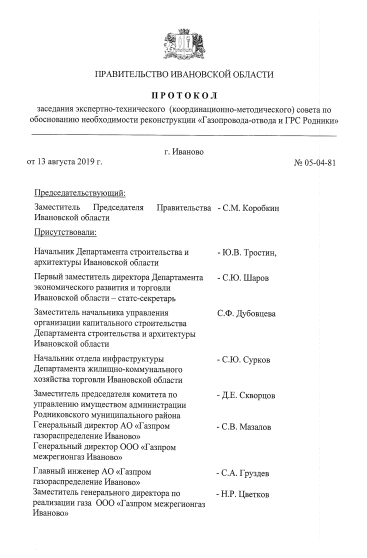 ПРАВИТЕЛЬСТВО ИВАНОВСКОЙ ОБЛАСТИ
ПРОТОКОЛ
заседания экспертно-технического (координационно-методического) совета по
обоснованию необходимости реконструкции «Газопровода-отвода и ГРС Родники»
г. Иваново
от 13 августа 2019 г. № 05-04-81
Председательствующий:
Заместитель Председателя Правительства - С.М. Коробкин
Ивановской области
Присутствовали:
Начальник Департамента строительства и - Ю.В. Тростин,
архитектуры Ивановской области
Первый заместитель директора Департамента - С.Ю. Шаров
экономического развития и торговли
Ивановской области – статс-секретарь
Заместитель начальника управления С.Ф. Дубовцева
организации капитального строительства
Департамента строительства и архитектуры
Ивановской области
Начальник отдела инфраструктуры - С.Ю. Сурков
Департамента жилищно-коммунального
хозяйства торговли Ивановской области
Заместитель председателя комитета по - Д.Е. Скворцов
управлению имуществом администрации
Родниковского муниципального района
Генеральный директор АО «Газпром - С.В. Мазалов
газораспределение Иваново»
Генеральный директор ООО «Газпром
межрегионгаз Иваново»
Главный инженер АО «Газпром - С.А. Груздев
газораспределение Иваново»
Заместитель генерального директора по - Н.Р. Цветков
реализации газа ООО «Газпром межрегионгаз
Иваново»